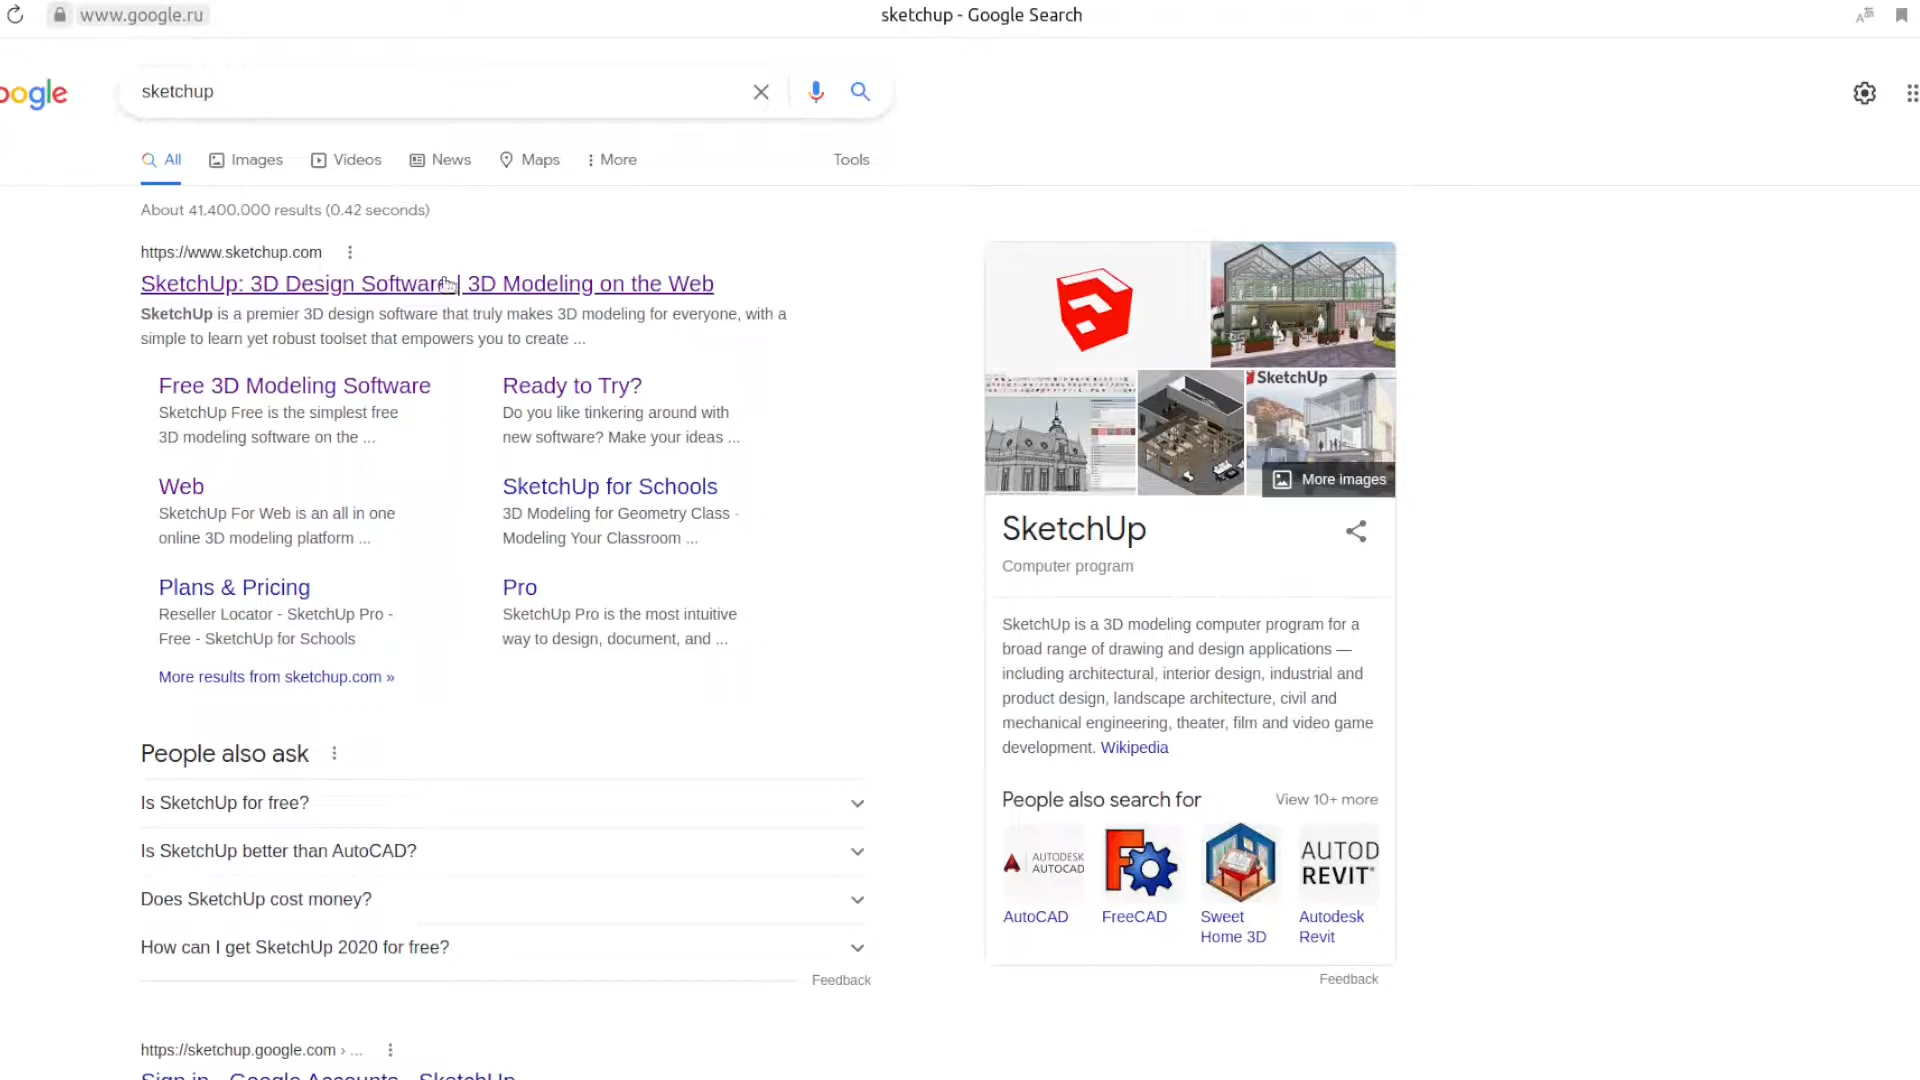 www.google.ru
sketchup - Google Search
oogle
sketchup
All
Images
Videos
News
Maps
More
Tools
About 41,400,000 results (0.42 seconds)
https://www.sketchup.com
SketchUp: 3D Design Software | 3D Modeling on the Web
SketchUp is a premier 3D design software that truly makes 3D modeling for everyone, with a
simple to learn yet robust toolset that empowers you to create ...
Free 3D Modeling Software
SketchUp Free is the simplest free
3D modeling software on the ...
Ready to Try?
Do you like tinkering around with
new software? Make your ideas ...
Web
SketchUp For Web is an all in one
online 3D modeling platform ...
SketchUp for Schools
3D Modeling for Geometry Class -
Modeling Your Classroom ...
Plans & Pricing
Reseller Locator - SketchUp Pro -
Free - SketchUp for Schools
Pro
SketchUp Pro is the most intuitive
way to design, document, and ...
More results from sketchup.com »
People also ask
Is SketchUp for free?
Is SketchUp better than AutoCAD?
Does SketchUp cost money?
How can I get SketchUp 2020 for free?
Feedback
https://sketchup.google.com › ...
Sign in - Google Accounts - SketchUp
SketchUp
More images
SketchUp
Computer program
SketchUp is a 3D modeling computer program for a
broad range of drawing and design applications —
including architectural, interior design, industrial and
product design, landscape architecture, civil and
mechanical engineering, theater, film and video game
development. Wikipedia
People also search for
View 10+ more
AUTODESK
AUTOCAD
AUTOD
REVIT
AutoCAD
FreeCAD
Sweet
Home 3D
Autodesk
Revit
Feedback